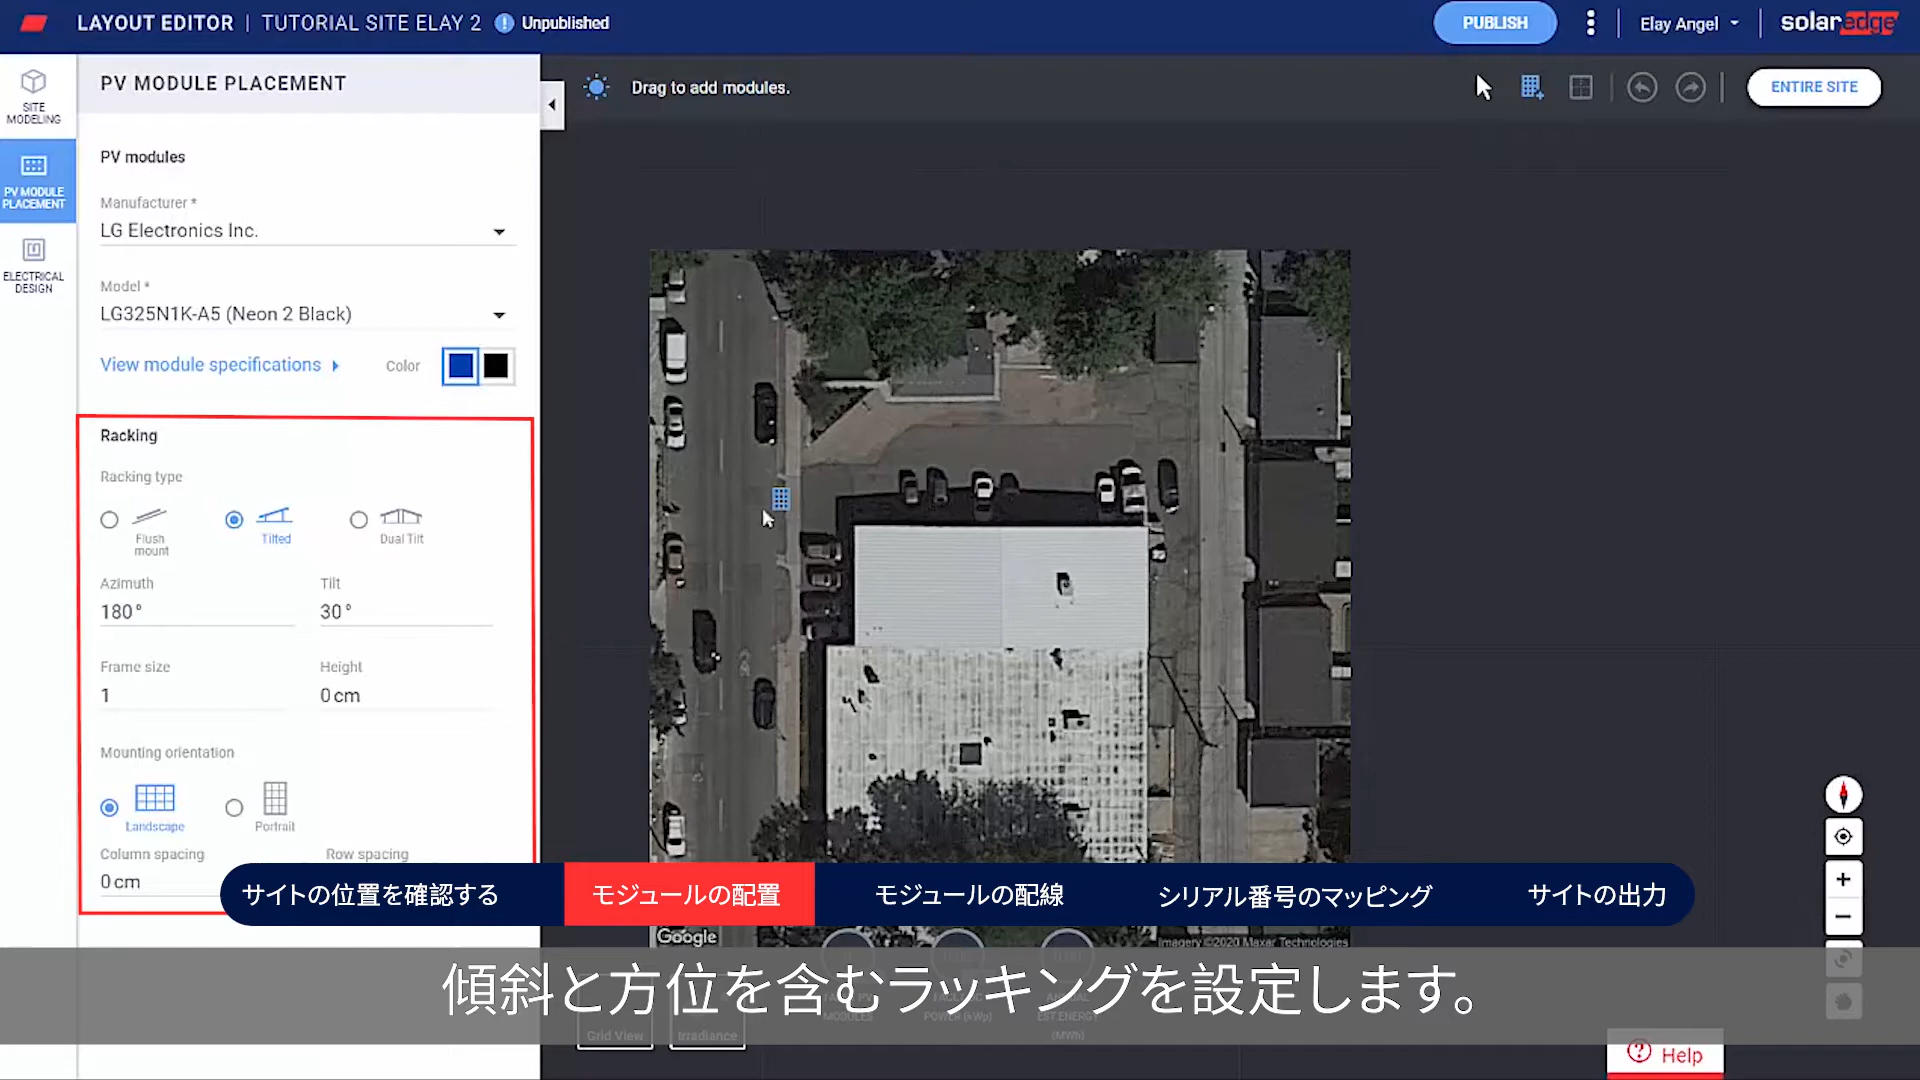 LAYOUT EDITOR | TUTORIAL SITE ELAY 2 Unpublished
PUBLISH
Elay Angel
solaredge
SITE MODELING
PV MODULE PLACEMENT
ELECTRICAL DESIGN
PV MODULE PLACEMENT
Drag to add modules.
ENTIRE SITE
PV modules
Manufacturer *
LG Electronics Inc.
Model *
LG325N1K-A5 (Neon 2 Black)
View module specifications
Color
Racking
Racking type
Flush mount
Tilted
Dual Tilt
Azimuth
180°
Tilt
30°
Frame size
1
Height
0 cm
Mounting orientation
Landscape
Portrait
Column spacing
0 cm
Row spacing
サイトの位置を確認する
モジュールの配置
モジュールの配線
シリアル番号のマッピング
サイトの出力
Google
Imagery ©2020 Maxar Technologies
傾斜と方位を含むラッキングを設定します。
MODULES
POWER (kWp)
EST ENERGY
(MWh)
Grid View
Irradiance
Help